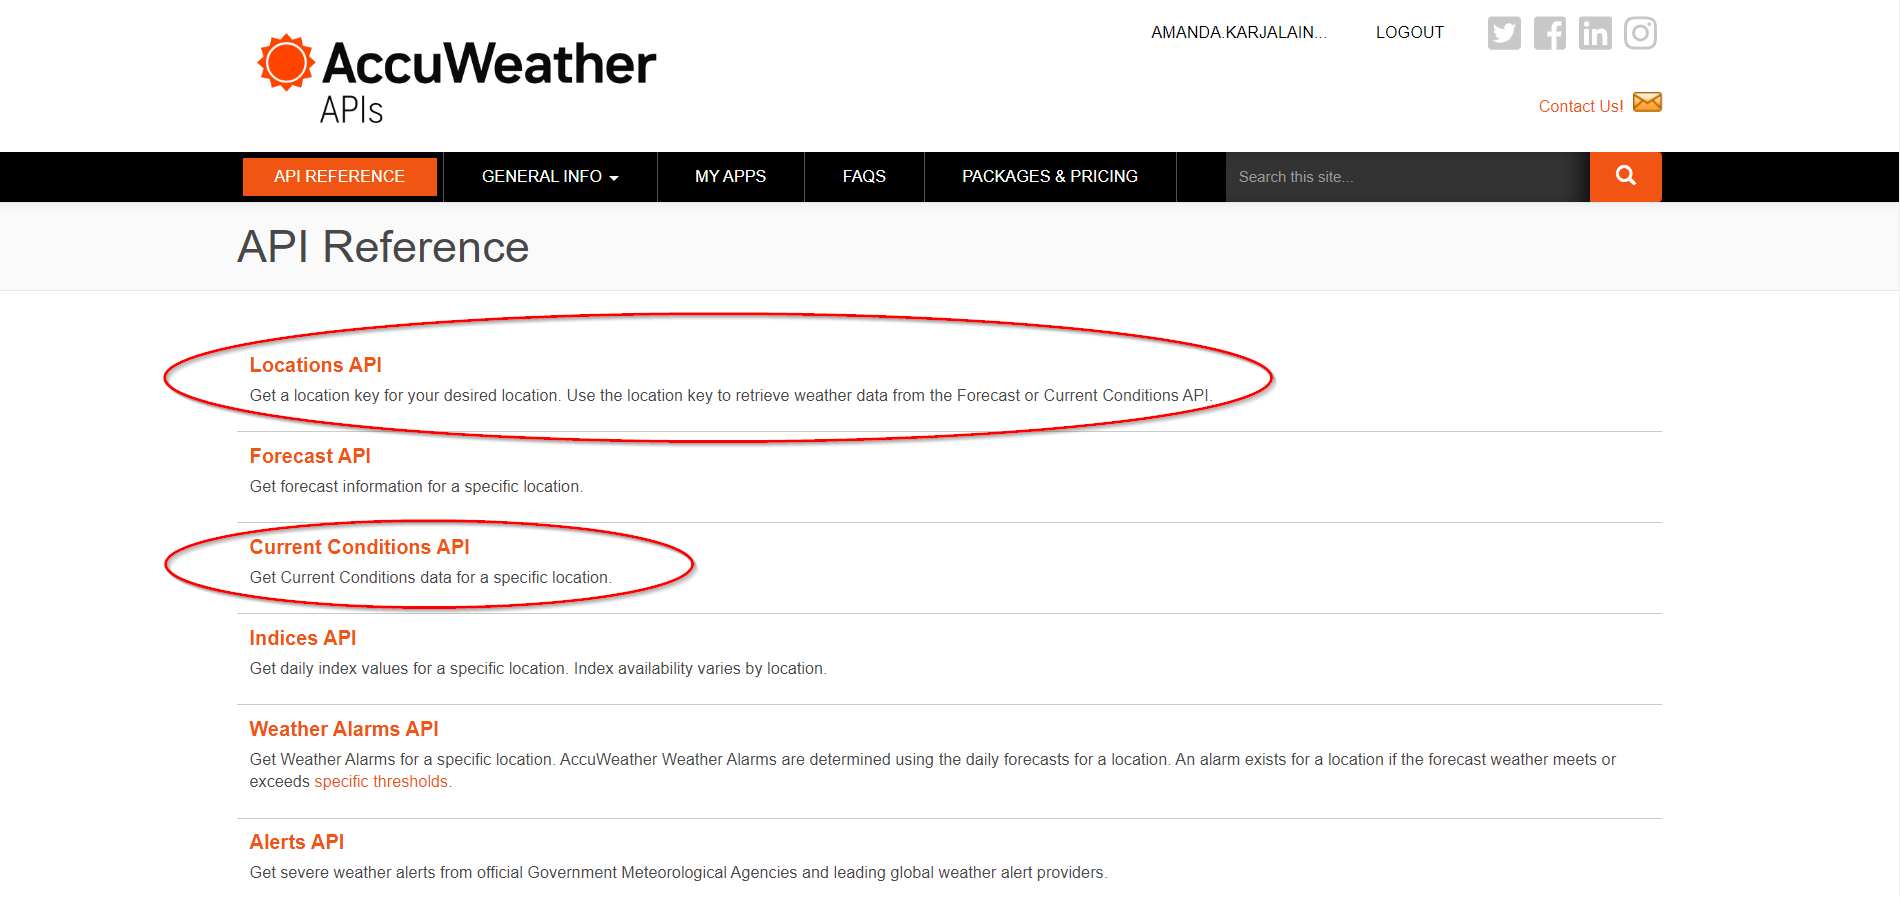 AMANDA.KARJALAIN...
LOGOUT
AccuWeather
APIs
Contact Us!
API REFERENCE
GENERAL INFO
MY APPS
FAQS
PACKAGES & PRICING
Search this site...
API Reference
Locations API
Get a location key for your desired location. Use the location key to retrieve weather data from the Forecast or Current Conditions API.
Forecast API
Get forecast information for a specific location.
Current Conditions API
Get Current Conditions data for a specific location.
Indices API
Get daily index values for a specific location. Index availability varies by location.
Weather Alarms API
Get Weather Alarms for a specific location. AccuWeather Weather Alarms are determined using the daily forecasts for a location. An alarm exists for a location if the forecast weather meets or
exceeds specific thresholds.
Alerts API
Get severe weather alerts from official Government Meteorological Agencies and leading global weather alert providers.